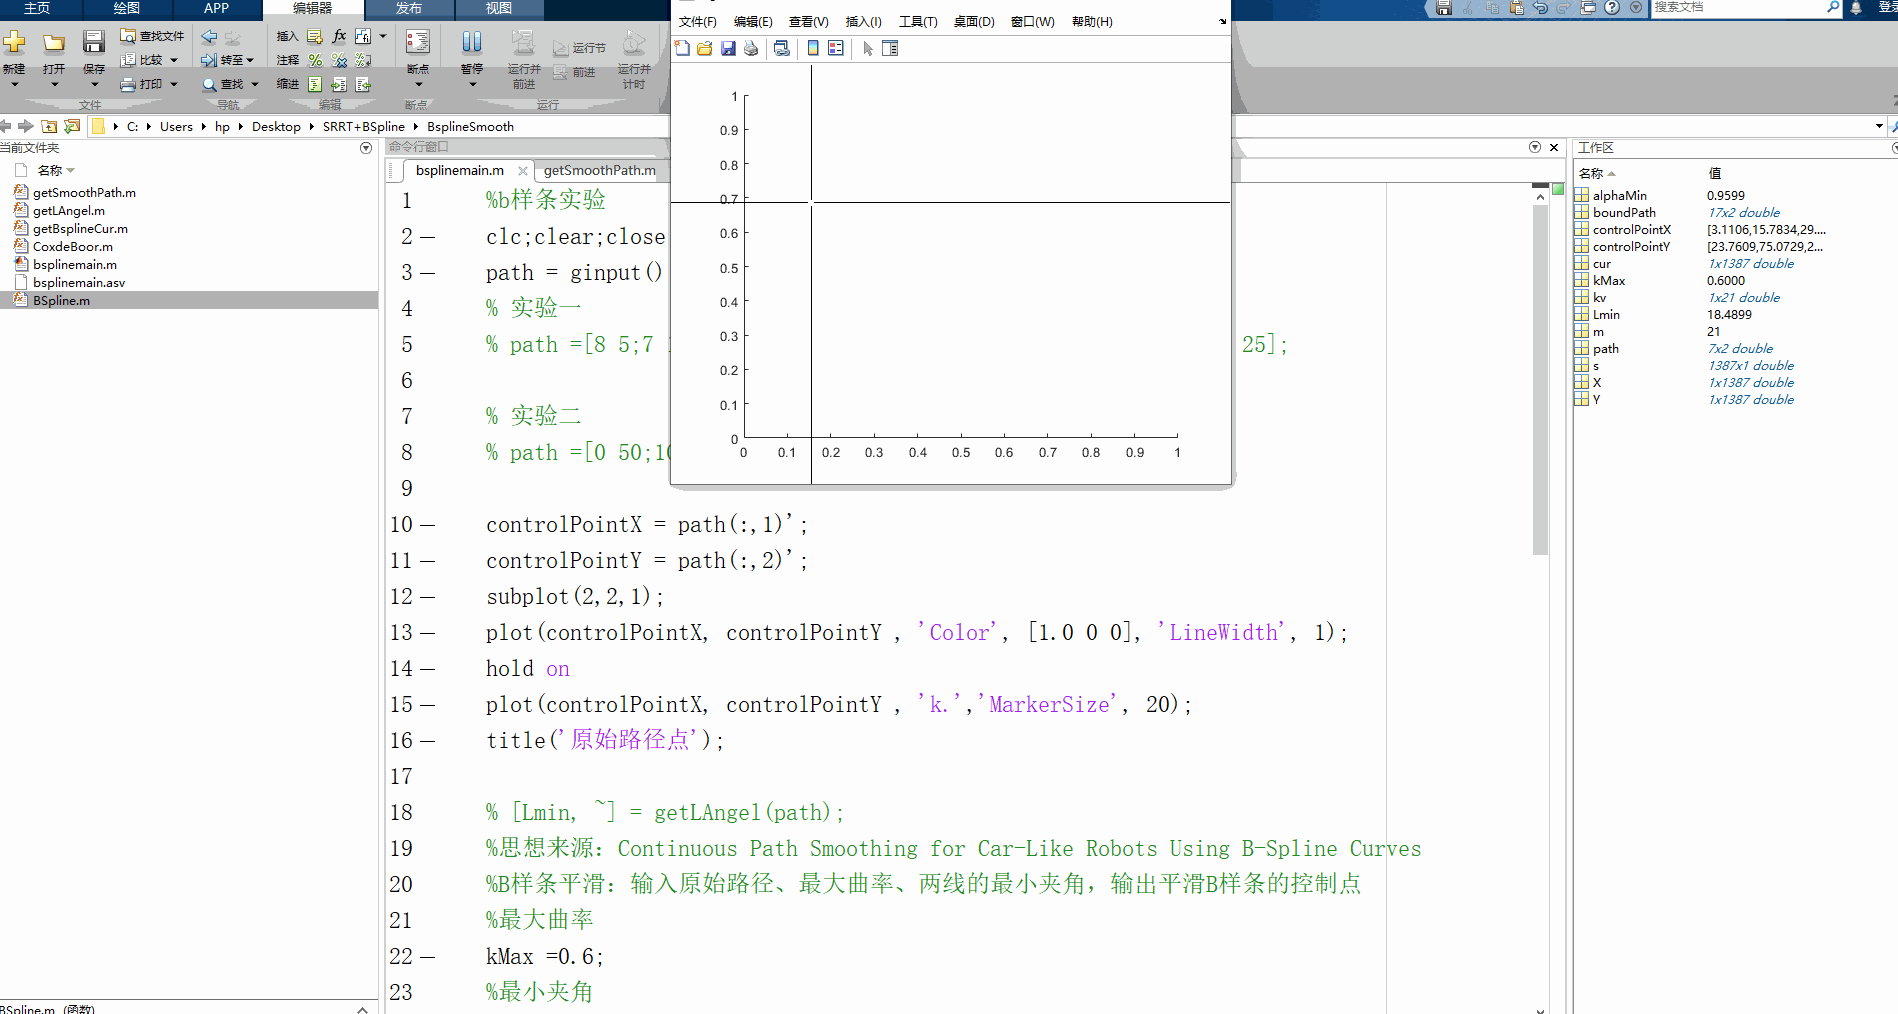 主页 绘图 APP 编辑器 发布 视图
搜索文档
登录
文件(F) 编辑(E) 查看(V) 插入(I) 工具(T) 桌面(D) 窗口(W) 帮助(H)
新建 打开 保存 查找文件 比较 打印
转至 查找
插入 fx 注释 缩进
断点 暂停 运行并前进 运行节 前进 运行并计时
文件 导航 编辑 断点 运行
C: Users hp Desktop SRRT+BSpline BsplineSmooth
当前文件夹
名称
getSmoothPath.m
getLAngel.m
getBsplineCur.m
CoxdeBoor.m
bsplinemain.m
bsplinemain.asv
BSpline.m
BSpline.m (函数)
命令行窗口
bsplinemain.m getSmoothPath.m
1 %b样条实验
2 clc;clear;close
3 path = ginput()
4 % 实验一
5 % path =[8 5;7 25];
6
7 % 实验二
8 % path =[0 50;10
9
10 controlPointX = path(:,1)';
11 controlPointY = path(:,2)';
12 subplot(2,2,1);
13 plot(controlPointX, controlPointY , 'Color', [1.0 0 0], 'LineWidth', 1);
14 hold on
15 plot(controlPointX, controlPointY , 'k.','MarkerSize', 20);
16 title('原始路径点');
17
18 % [Lmin, ~] = getLAngel(path);
19 %思想来源: Continuous Path Smoothing for Car-Like Robots Using B-Spline Curves
20 %B样条平滑: 输入原始路径、最大曲率、两线的最小夹角, 输出平滑B样条的控制点
21 %最大曲率
22 kMax =0.6;
23 %最小夹角
1
0.9
0.8
0.7
0.6
0.5
0.4
0.3
0.2
0.1
0
0 0.1 0.2 0.3 0.4 0.5 0.6 0.7 0.8 0.9 1
工作区
名称 值
alphaMin 0.9599
boundPath 17x2 double
controlPointX [3.1106,15.7834,29....
controlPointY [23.7609,75.0729,2...
cur 1x1387 double
kMax 0.6000
kv 1x21 double
Lmin 18.4899
m 21
path 7x2 double
s 1387x1 double
X 1x1387 double
Y 1x1387 double